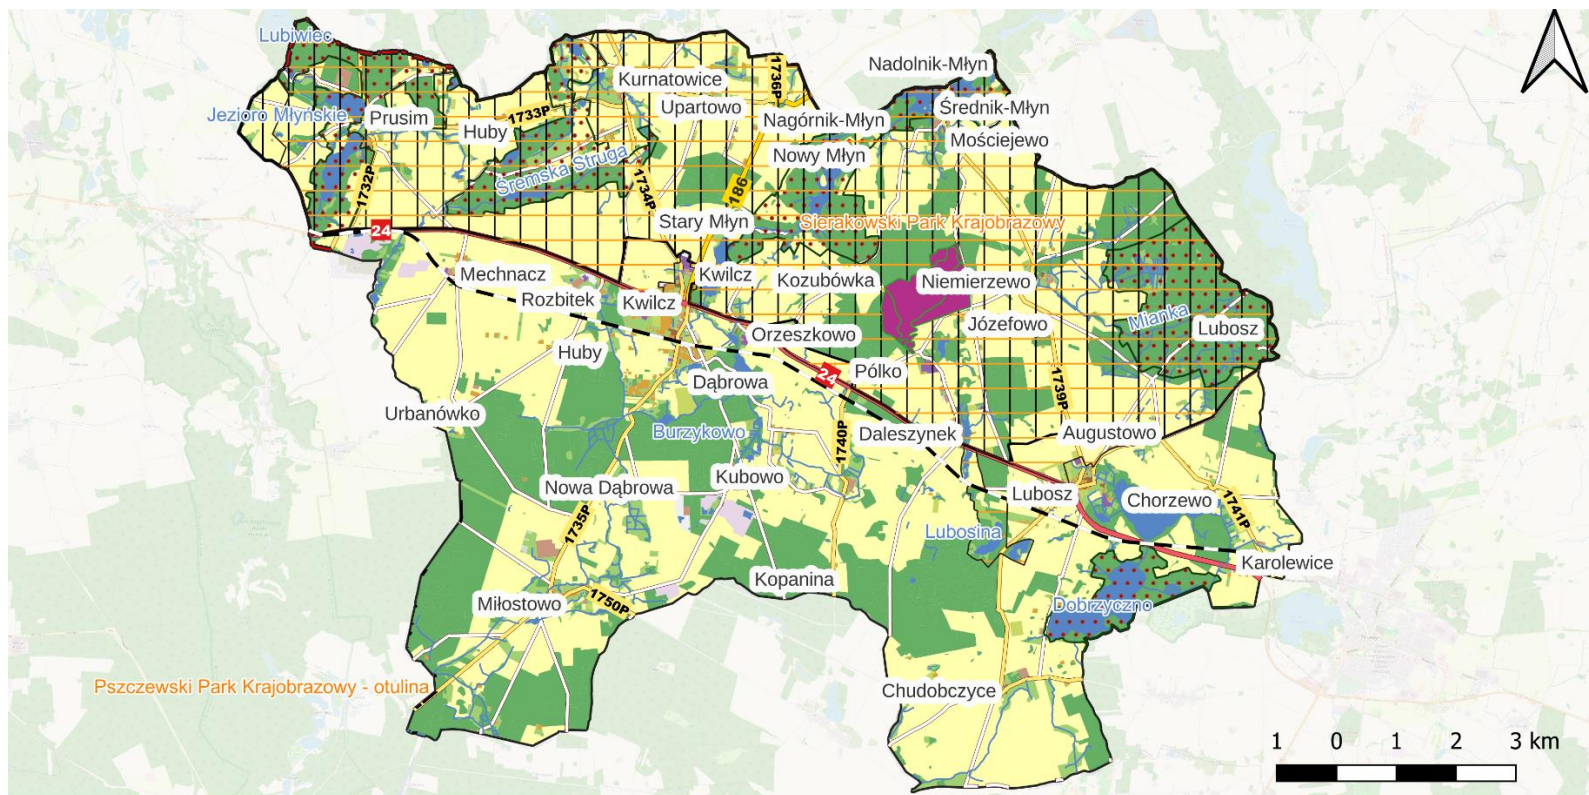 Lubiwiec
Nadolnik-Młyn
Kurnatowice
1736P
Upartowo
Średnik-Młyn
Jezioro Młyńskie
Prusim
1733P
Huby
Nagórnik-Młyn
Mościejewo
Nowy Młyn
Śremska Struga
1732P
1734P
186
Stary Młyn
Sierakowski Park Krajobrazowy
24
Mechnacz
Kwilcz
Kozubówka
Niemierzewo
Rozbitek
Kwilcz
Józefowo
Mianka
Lubosz
Orzeszkowo
Huby
Dąbrowa
24
Pólko
1739P
Urbanówko
Burzykowo
1740P
Daleszynek
Augustowo
Nowa Dąbrowa
Kubowo
Lubosz
Chorzewo
1741P
1735P
Lubosina
Karolewice
Kopanina
Miłostowo
1750P
Dobrzyczno
Pszczewski Park Krajobrazowy - otulina
Chudobczyce
1 0 1 2 3 km